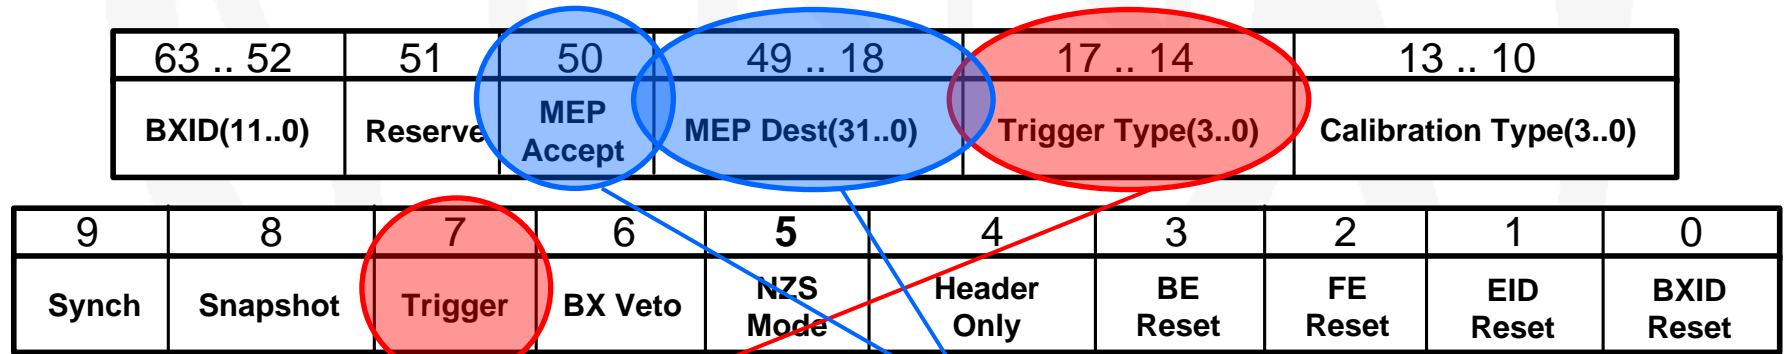 63 .. 52 51 50 49 .. 18 17 .. 14 13 .. 10
BXID(11..0) Reserve MEP Accept MEP Dest(31..0) Trigger Type(3..0) Calibration Type(3..0)
9 8 7 6 5 4 3 2 1 0
Synch Snapshot Trigger BX Veto NZS Mode Header Only BE Reset FE Reset EID Reset BXID Reset